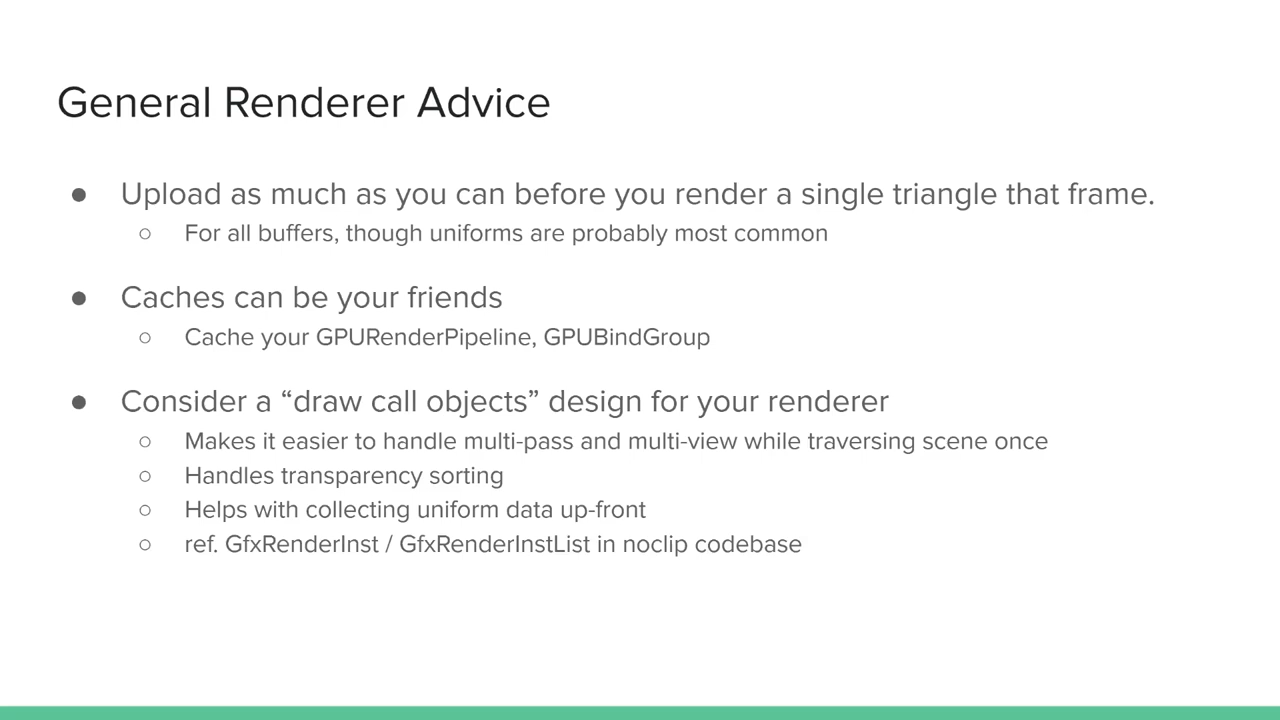 General Renderer Advice
● Upload as much as you can before you render a single triangle that frame.
○ For all buffers, though uniforms are probably most common
● Caches can be your friends
○ Cache your GPURenderPipeline, GPUBindGroup
● Consider a “draw call objects” design for your renderer
○ Makes it easier to handle multi-pass and multi-view while traversing scene once
○ Handles transparency sorting
○ Helps with collecting uniform data up-front
○ ref. GfxRenderInst / GfxRenderInstList in noclip codebase